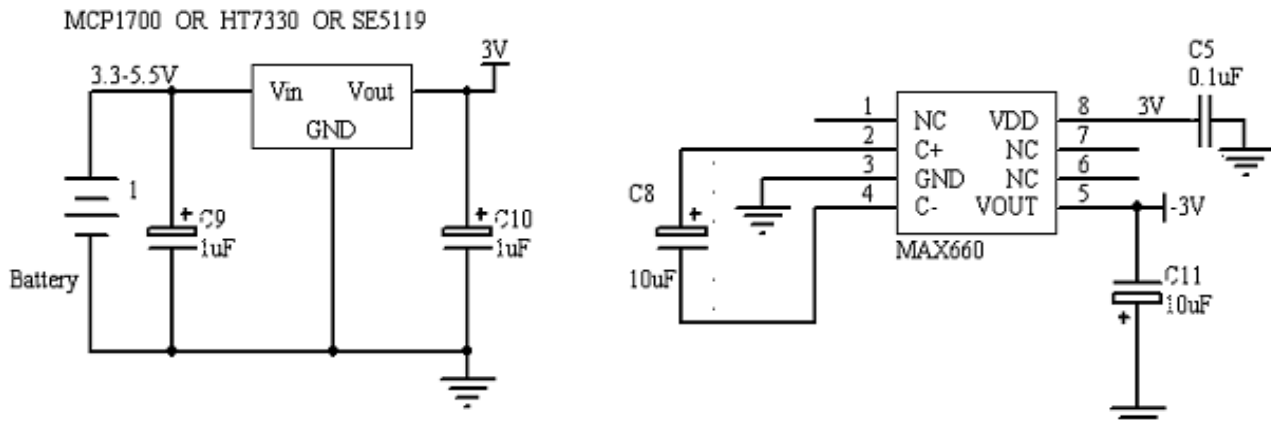 MCP1700 OR HT7330 OR SE5119
3.3-5.5V
Vin Vout
GND
3V
1
Battery
+ C9
1uF
+ C10
1uF
C5
0.1uF
1 NC VDD 8 3V
2 C+ NC 7
3 GND NC 6
4 C- VOUT 5
-3V
MAX660
C8
+
10uF
C11
10uF
+